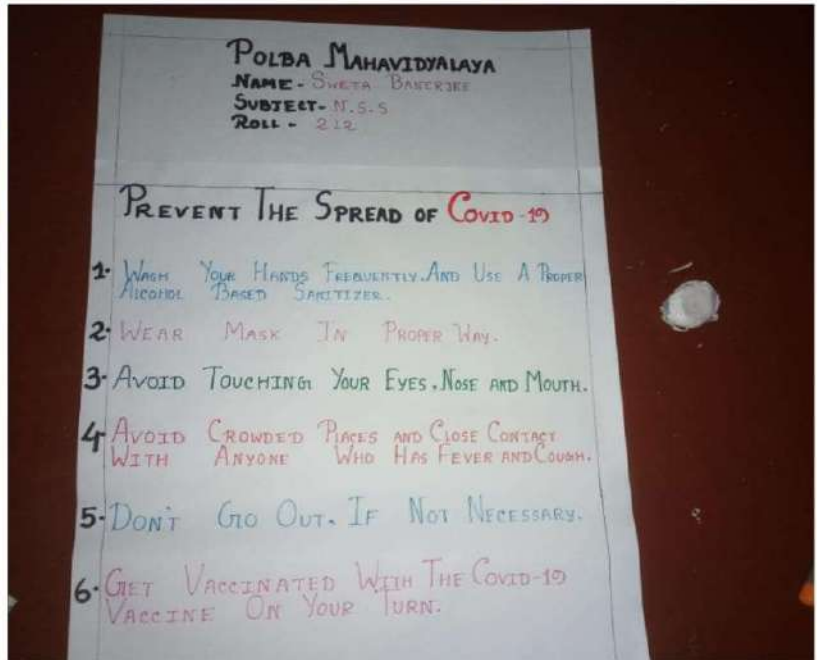 POLBA MAHAVIDYALAYA
NAME - SWETA BANERJEE
SUBJECT - N.S.S
ROLL - 212
PREVENT THE SPREAD OF COVID-19
1. WASH YOUR HANDS FREQUENTLY. AND USE A PROPER
ALCOHOL BASED SANITIZER.
2. WEAR MASK IN PROPER WAY.
3. AVOID TOUCHING YOUR EYES, NOSE AND MOUTH.
4. AVOID CROWDED PLACES AND CLOSE CONTACT
WITH ANYONE WHO HAS FEVER AND COUGH.
5. DON'T GO OUT. IF NOT NECESSARY.
6. GET VACCINATED WITH THE COVID-19
VACCINE ON YOUR TURN.